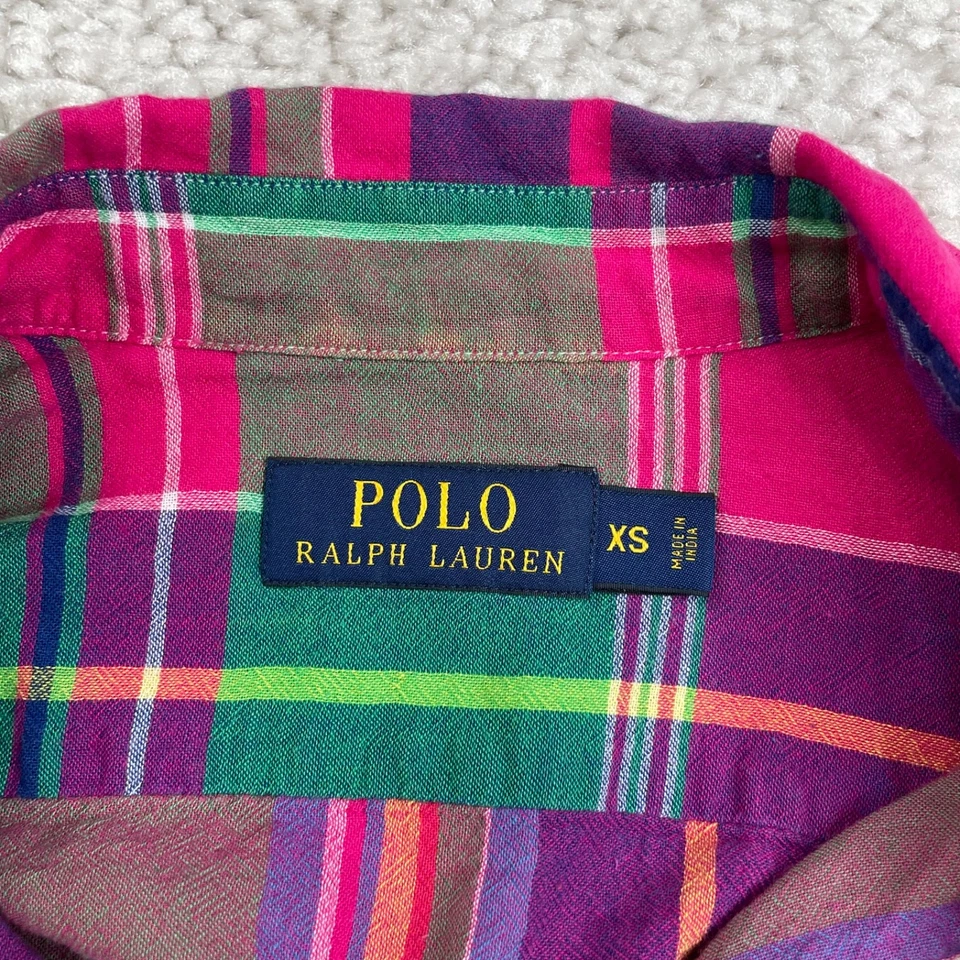 POLO
RALPH LAUREN
XS
MADE IN
INDIA